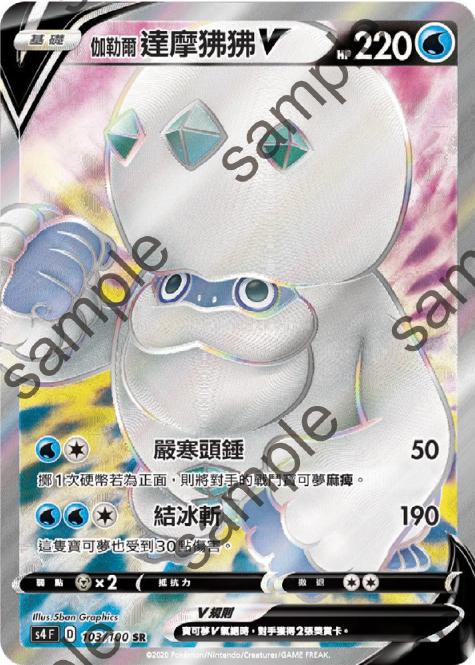 基礎
伽勒爾 達摩狒狒V HP 220
sample
sample
sample
sample
sample
嚴寒頭錘 50
擲1次硬幣若為正面，則將對手的戰鬥寶可夢麻痺。
結冰斬 190
這隻寶可夢也受到30點傷害。
弱點 ×2 抵抗力 撤退
Illus. 5ban Graphics
V規則
s4 F D 103/100 SR
寶可夢V氣絕時，對手獲得2張獎賞卡。
©2020 Pokémon/Nintendo/Creatures/GAME FREAK.